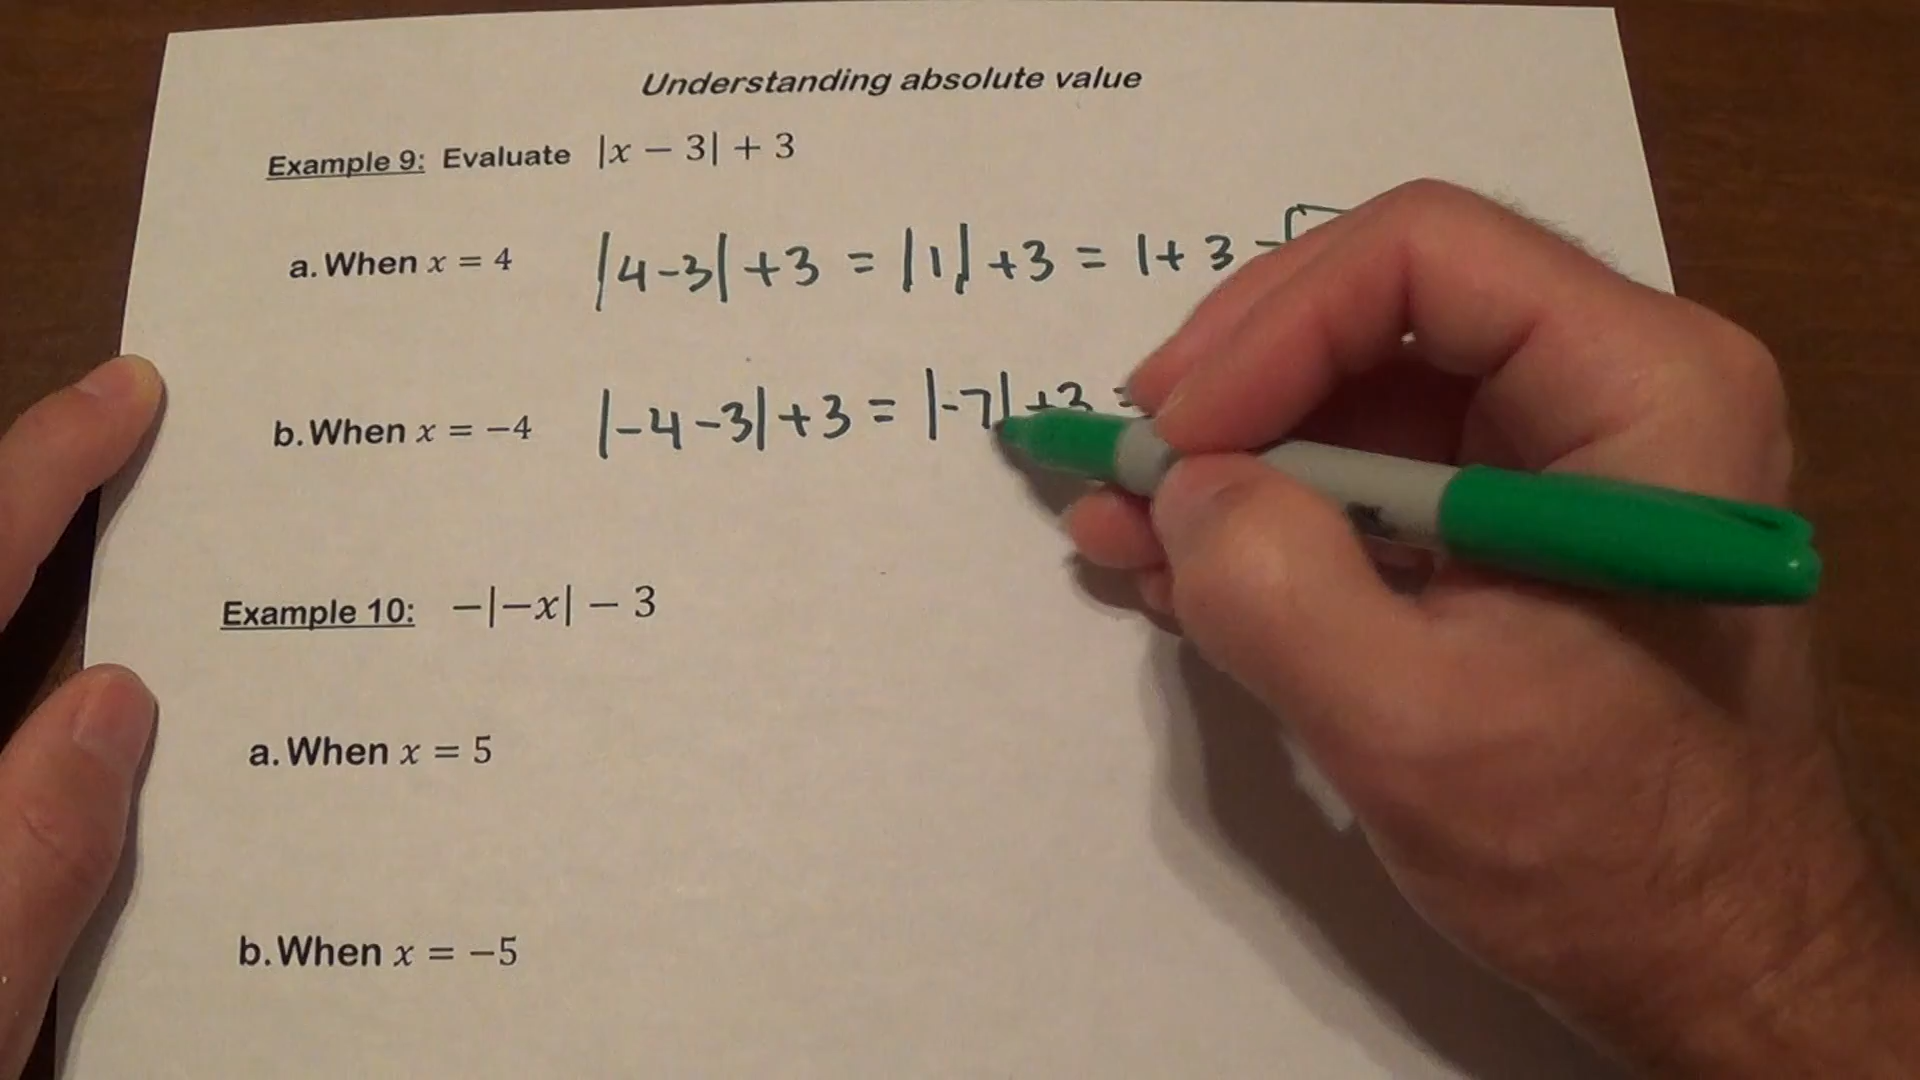 Understanding absolute value
Example 9: Evaluate |x − 3| + 3
a. When x = 4 |4-3| +3 = |1| +3 = 1+3 =
b. When x = −4 |-4-3| +3 = |-7| +3 =
Example 10: −|−x| − 3
a. When x = 5
b. When x = −5